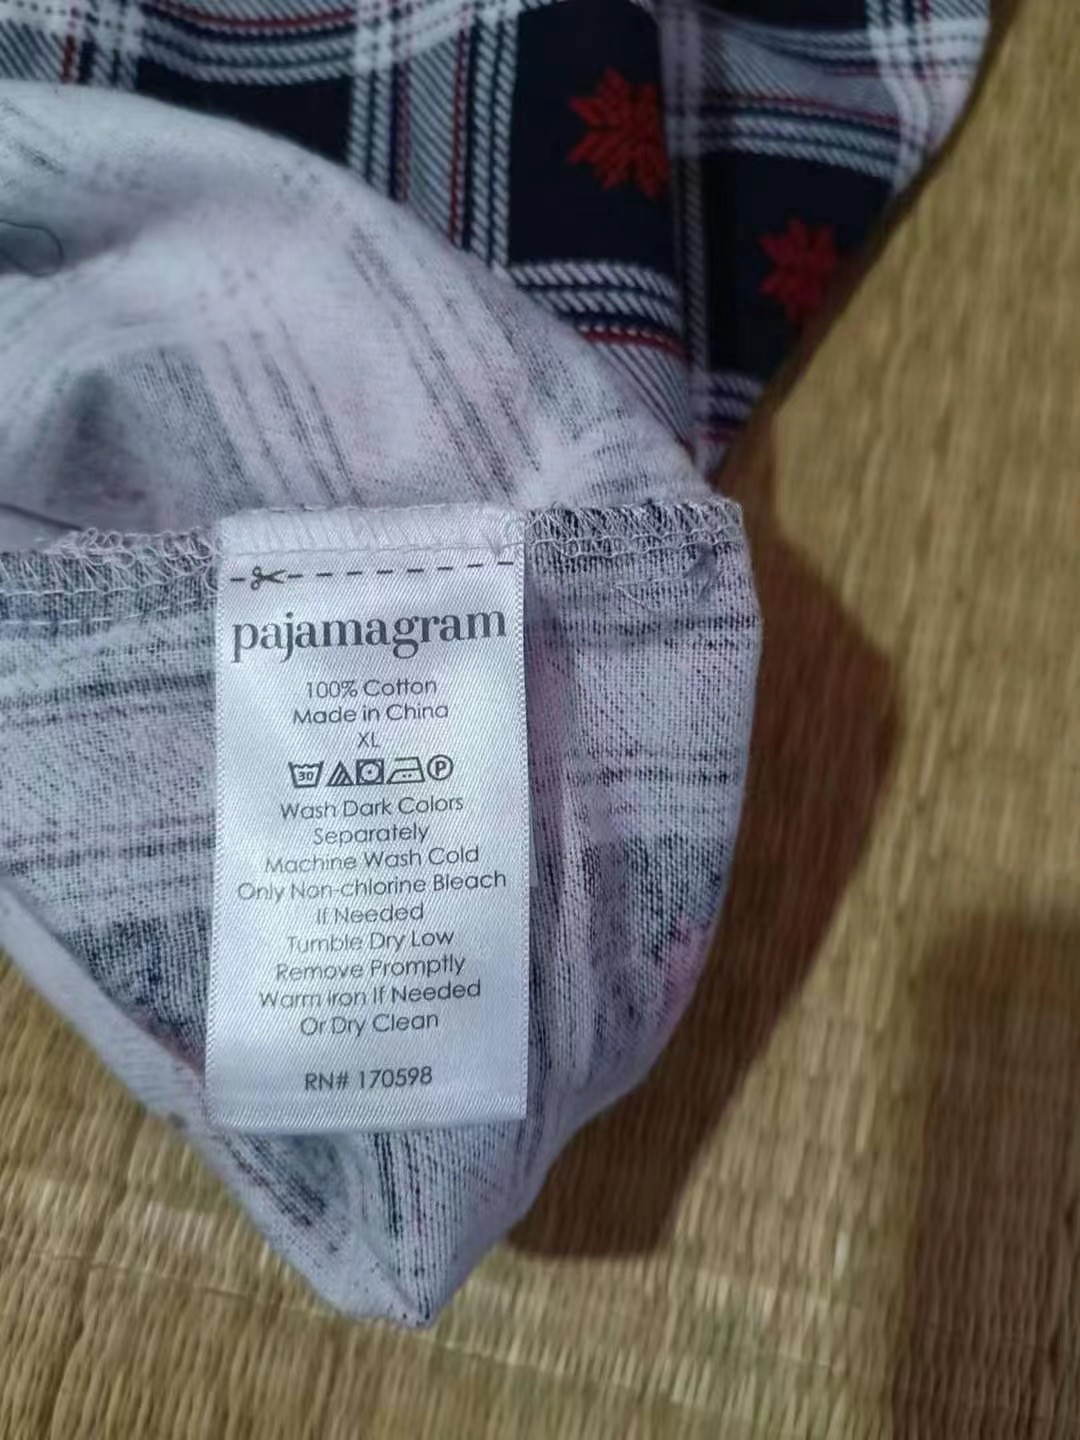 pajamagram
100% Cotton
Made in China
XL
30 P
Wash Dark Colors
Separately
Machine Wash Cold
Only Non-chlorine Bleach
If Needed
Tumble Dry Low
Remove Promptly
Warm Iron If Needed
Or Dry Clean
RN# 170598